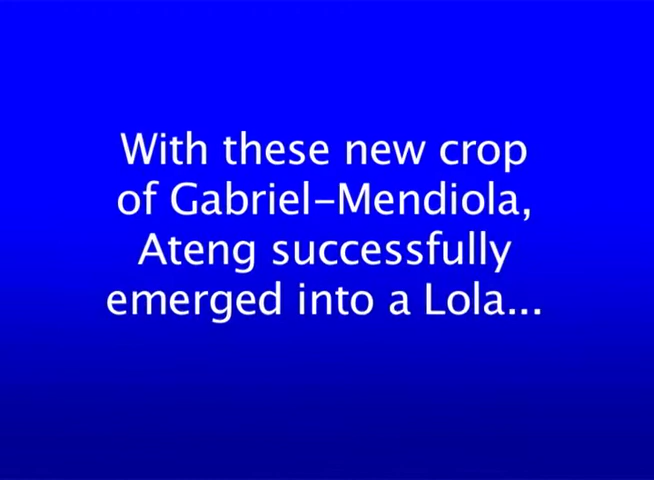 With these new crop
of Gabriel-Mendiola,
Ateng successfully
emerged into a Lola...